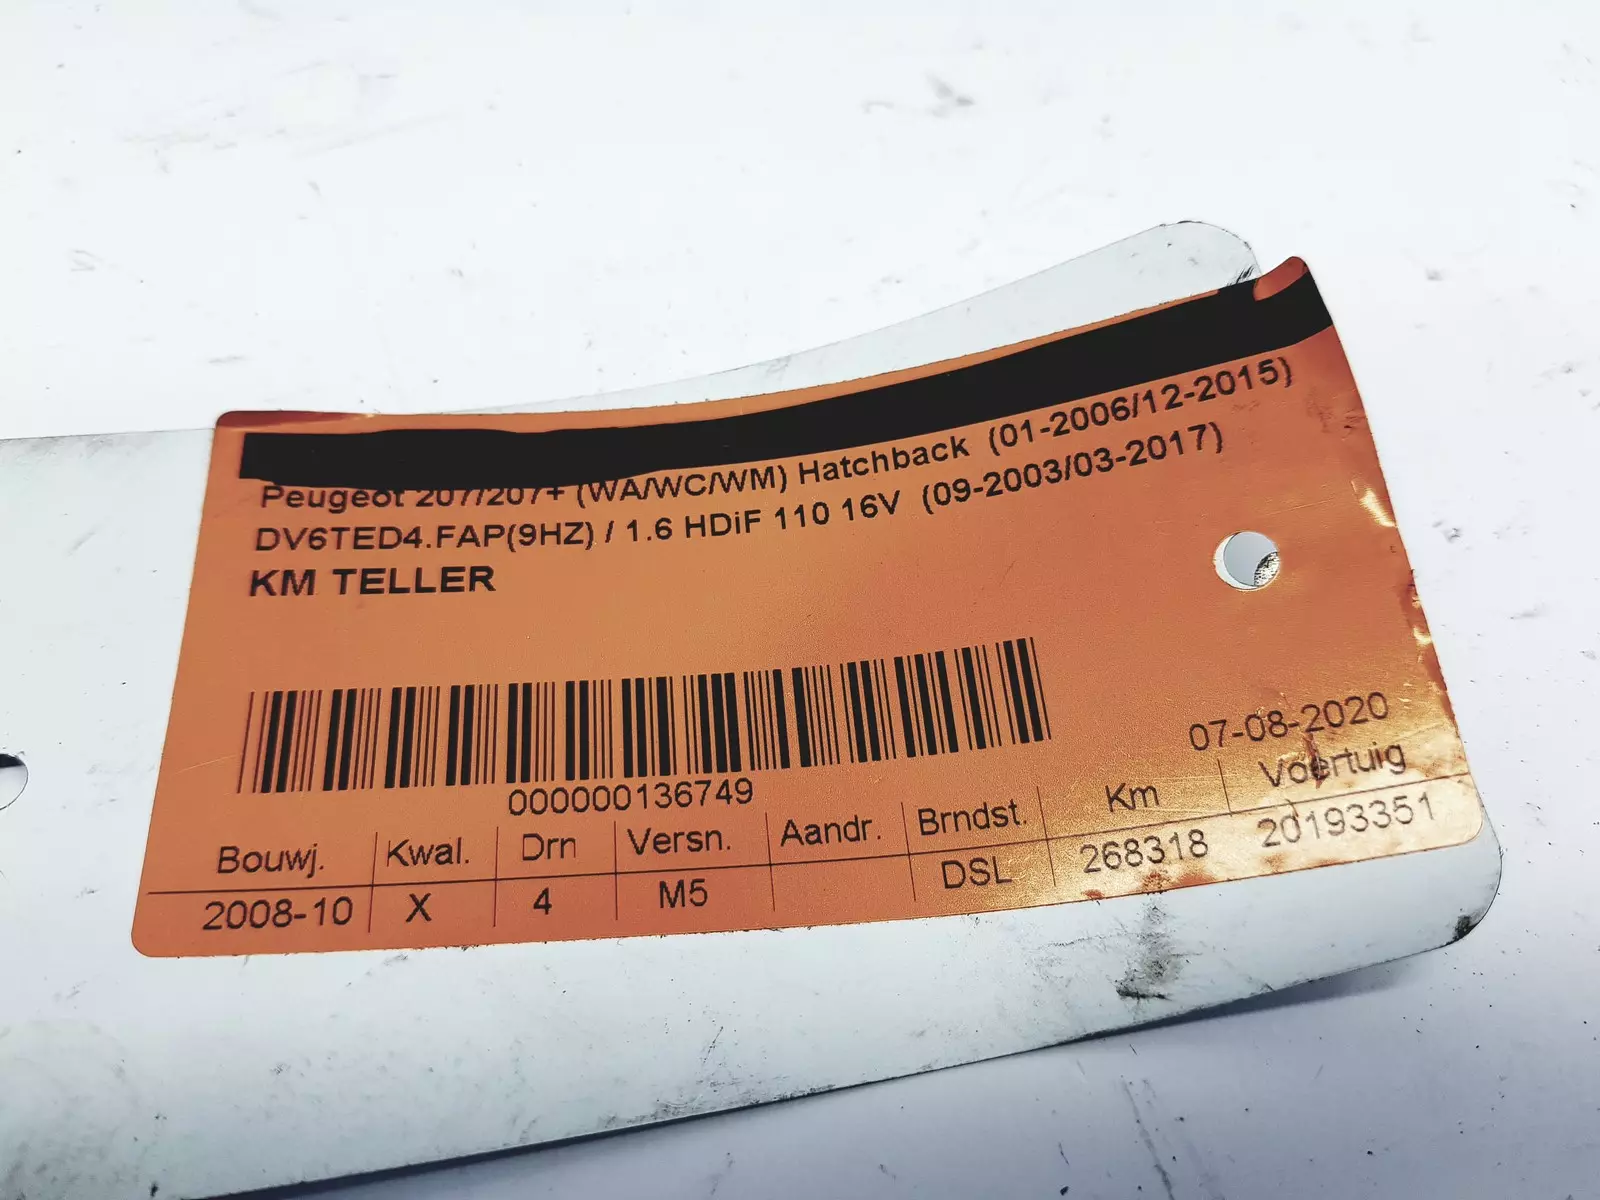 Peugeot 207/207+ (WA/WC/WM) Hatchback (01-2006/12-2015)
DV6TED4.FAP(9HZ) / 1.6 HDiF 110 16V (09-2003/03-2017)
KM TELLER
000000136749
07-08-2020
Bouwj. Kwal. Drn Versn. Aandr. Brndst. Km Voertuig
2008-10 X 4 M5 DSL 268318 20193351